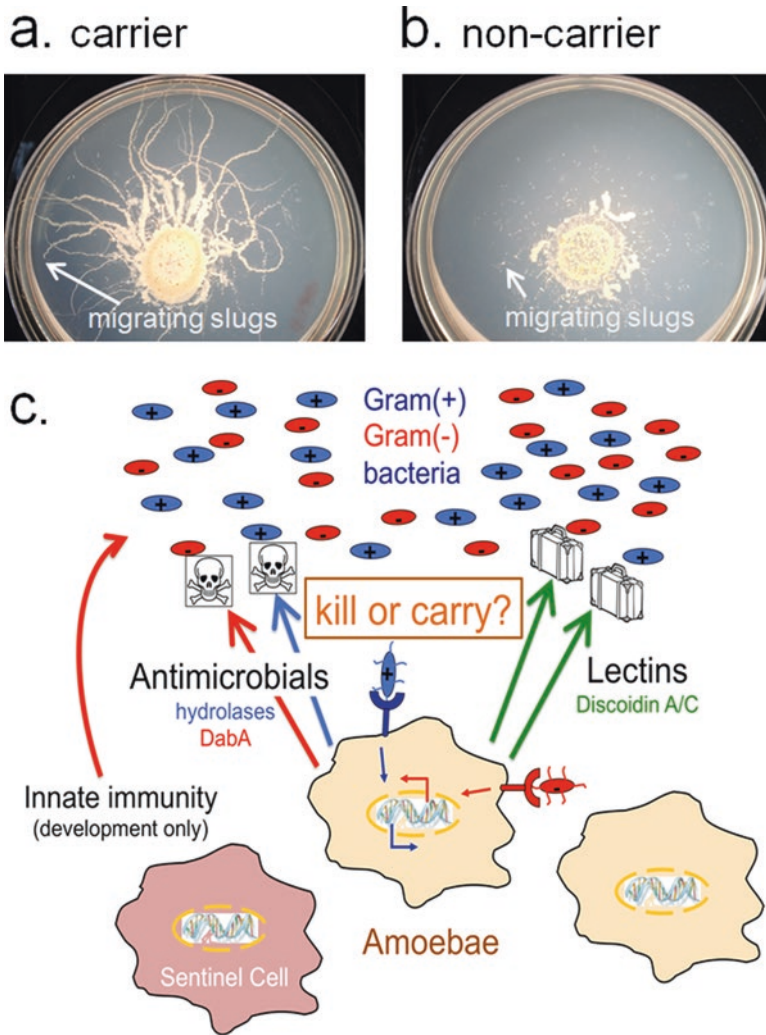 a. carrier
b. non-carrier
migrating slugs
migrating slugs
c.
Gram(+)
Gram(-)
bacteria
kill or carry?
Antimicrobials
hydrolases
DabA
Lectins
Discoidin A/C
Innate immunity
(development only)
Sentinel Cell
Amoebae